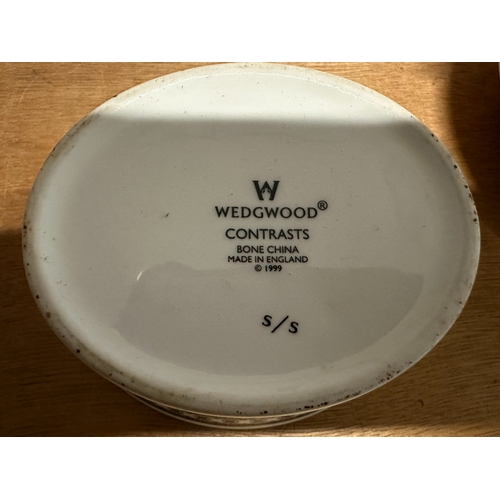 W
WEDGWOOD®
CONTRASTS
BONE CHINA
MADE IN ENGLAND
© 1999
S/S